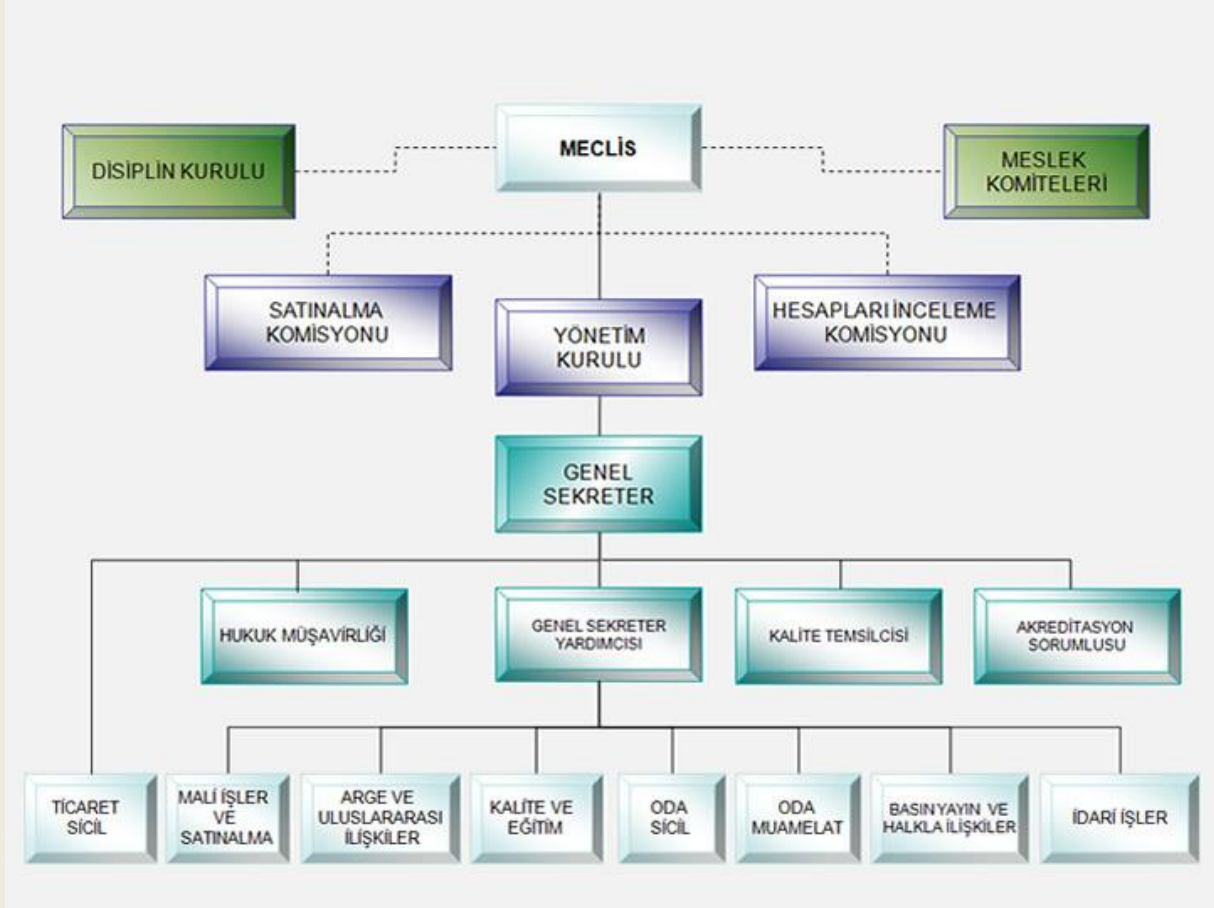 MECLİS
DİSİPLİN KURULU
MESLEK
KOMİTELERİ
SATINALMA
KOMİSYONU
YÖNETİM
KURULU
HESAPLARI İNCELEME
KOMİSYONU
GENEL
SEKRETER
HUKUK MÜŞAVİRLİĞİ
GENEL SEKRETER
YARDIMCISI
KALİTE TEMSİLCİSİ
AKREDİTASYON
SORUMLUSU
TİCARET
SİCİL
MALİ İŞLER
VE
SATINALMA
ARGE VE
ULUSLARARASI
İLİŞKİLER
KALİTE VE
EĞİTİM
ODA
SİCİL
ODA
MUAMELAT
BASIN YAYIN VE
HALKLA İLİŞKİLER
İDARİ İŞLER